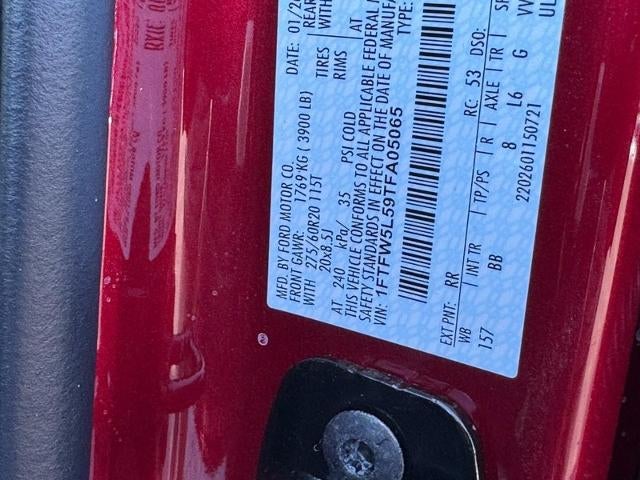 MFD BY FORD MOTOR CO.
FRONT GAWR: 1769 KG ( 3900 LB)
WITH 275/60R20 115T TIRES
20x8.5J RIMS
AT 240 kPa/ 35 PSI COLD
DATE: 01/
REAR
WITH
AT
THIS VEHICLE CONFORMS TO ALL APPLICABLE FEDERAL
SAFETY STANDARDS IN EFFECT ON THE DATE OF MANUFA
VIN: 1FTFW5L59TFA05065
TYPE:
EXT PNT: RR RC: 53 DSO:
WB INT TR TP/PS R AXLE TR
157 BB 8 L6 G
2202601150721